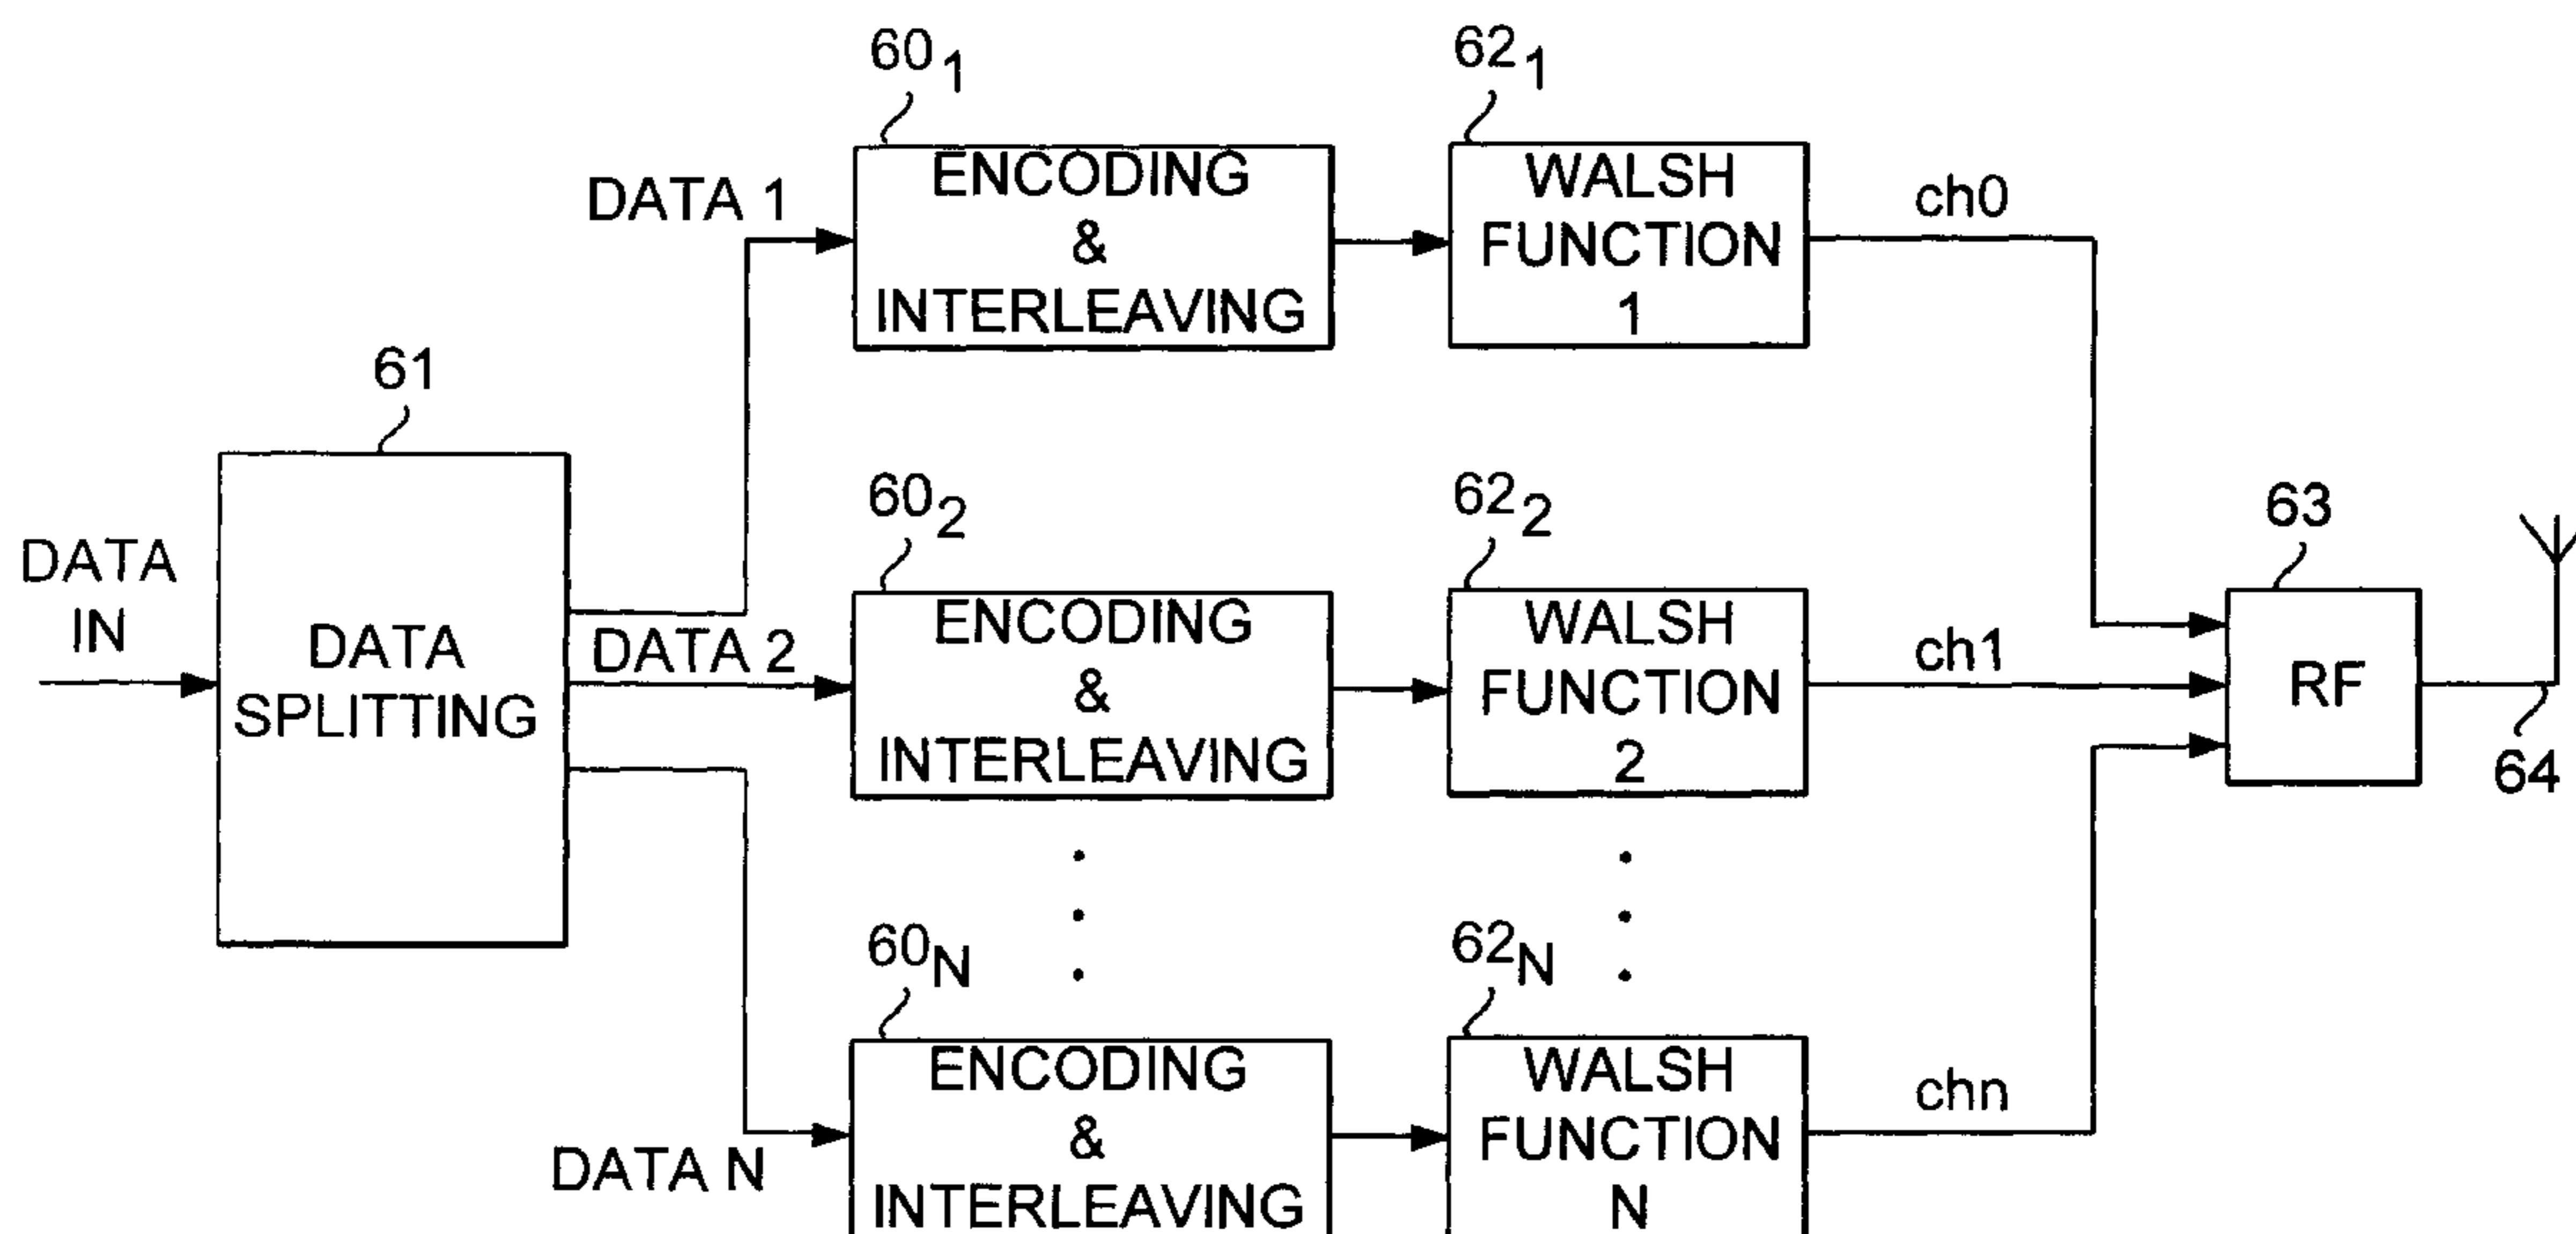 60₁
62₁
ENCODING
&
INTERLEAVING
WALSH
FUNCTION
1
DATA 1
ch0
61
60₂
62₂
63
DATA
IN
DATA
SPLITTING
DATA 2
ENCODING
&
INTERLEAVING
WALSH
FUNCTION
2
ch1
RF
64
60N
62N
ENCODING
&
INTERLEAVING
WALSH
FUNCTION
N
chn
DATA N